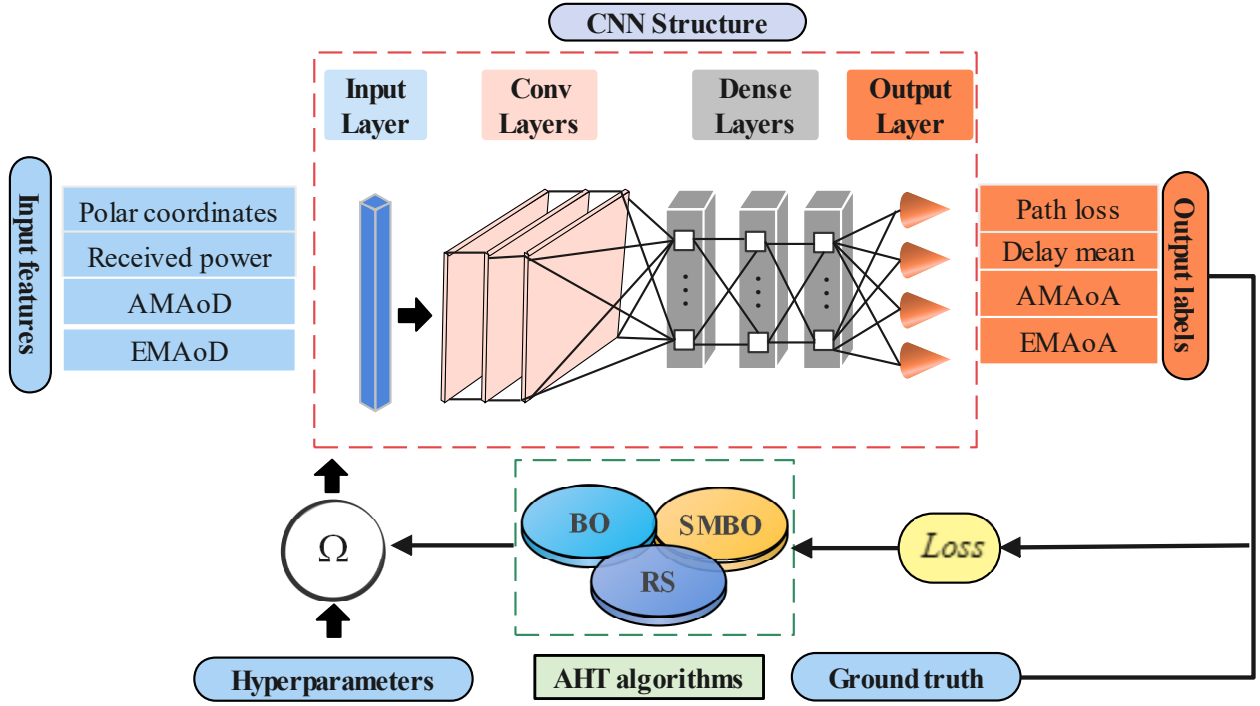 CNN Structure
Input
Layer
Conv
Layers
Dense
Layers
Output
Layer
Input features
Polar coordinates
Received power
AMAoD
EMAoD
Path loss
Delay mean
AMAoA
EMAoA
Output labels
Ω
BO
SMBO
RS
Loss
Hyperparameters
AHT algorithms
Ground truth